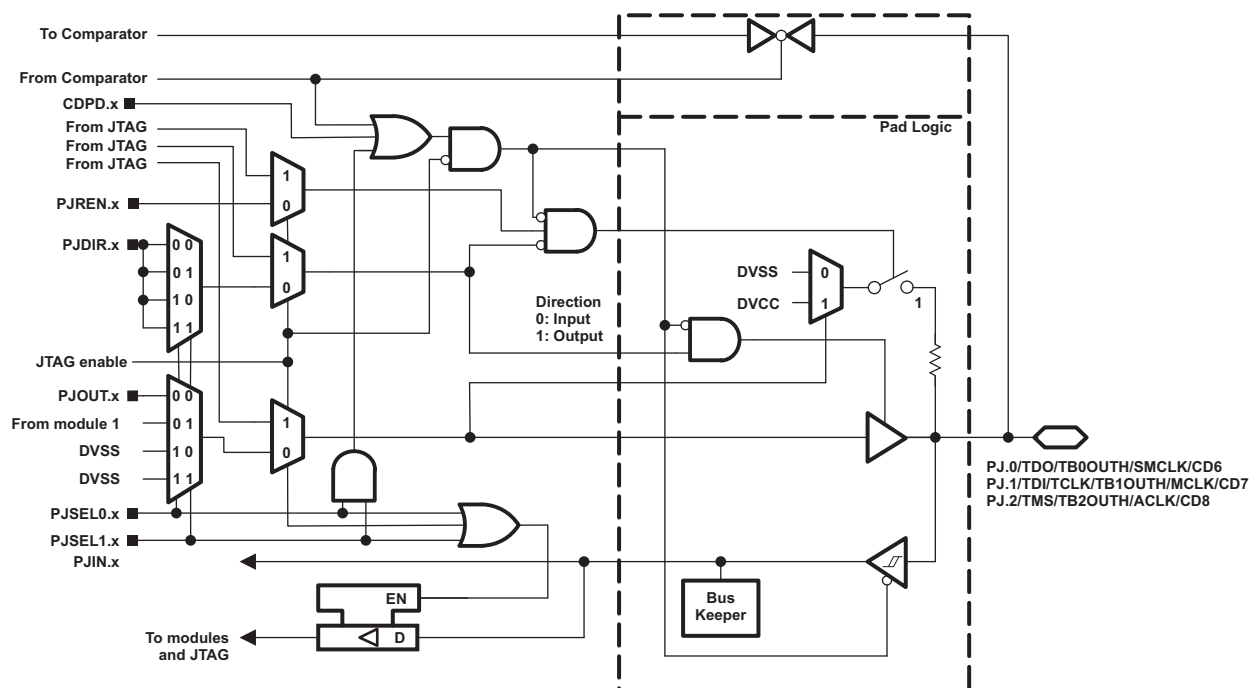 To Comparator
From Comparator
CDPD.x
From JTAG
From JTAG
From JTAG
PJREN.x
PJDIR.x
JTAG enable
PJOUT.x
From module 1
DVSS
DVSS
PJSEL0.x
PJSEL1.x
PJIN.x
To modules
and JTAG
0 0
0 1
1 0
1 1
0 0
0 1
1 0
1 1
1
0
1
0
1
0
EN
D
Direction
0: Input
1: Output
Pad Logic
DVSS
DVCC
0
1
1
Bus
Keeper
PJ.0/TDO/TB0OUTH/SMCLK/CD6
PJ.1/TDI/TCLK/TB1OUTH/MCLK/CD7
PJ.2/TMS/TB2OUTH/ACLK/CD8